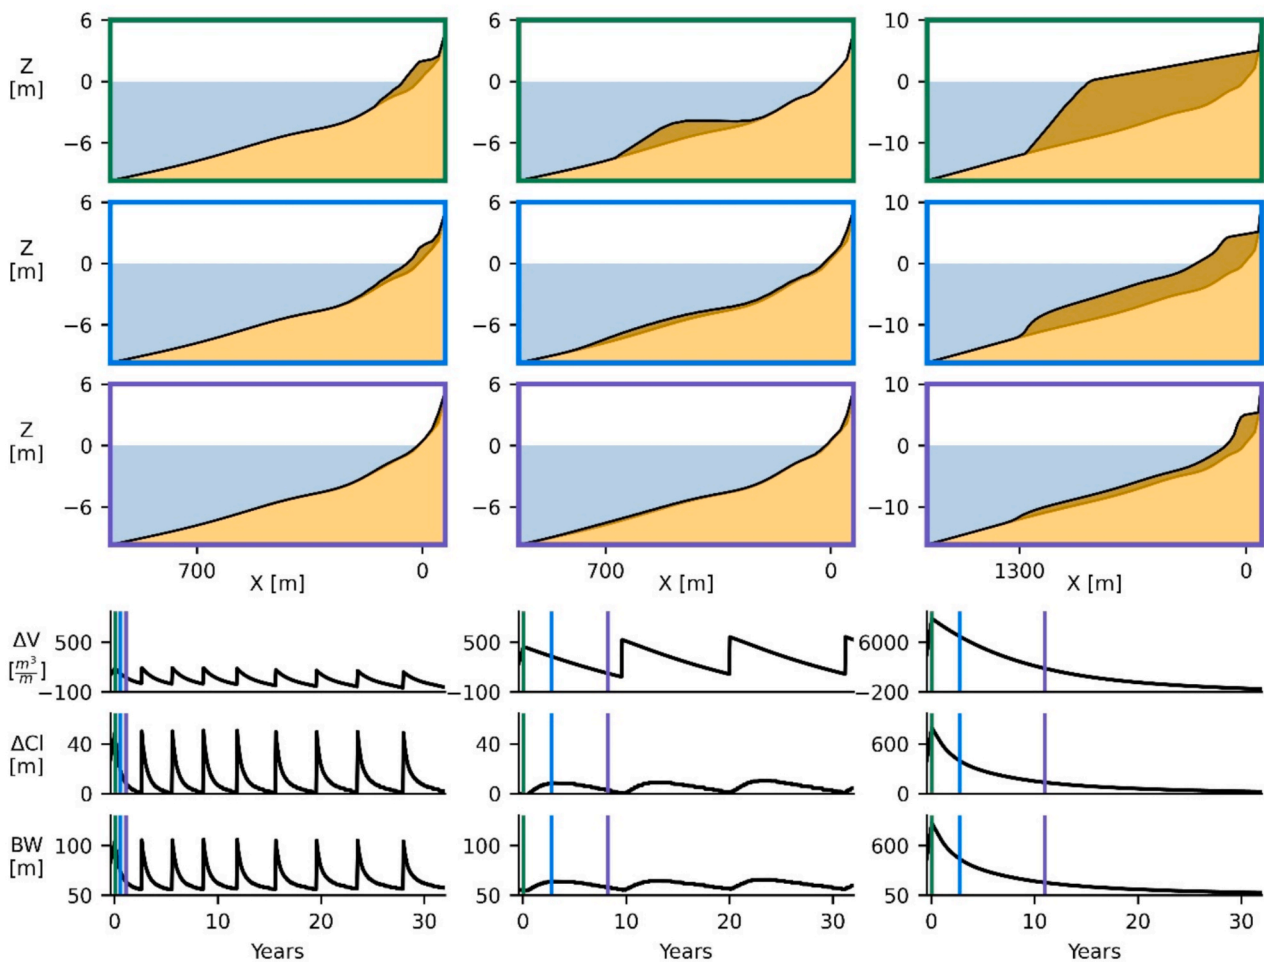 6 6 10
Z
[m]
0 0 0
−6 −6 −10
6 6 10
Z
[m]
0 0 0
−6 −6 −10
6 6 10
Z
[m]
0 0 0
−6 −6 −10
700 0 700 0 1300 0
X [m] X [m] X [m]
ΔV 500 500 6000
[m³/m]
−100 −100 −200
ΔCl 40 40 600
[m]
0 0 0
BW 100 100 600
[m]
50 50 50
0 10 20 30 0 10 20 30 0 10 20 30
Years Years Years